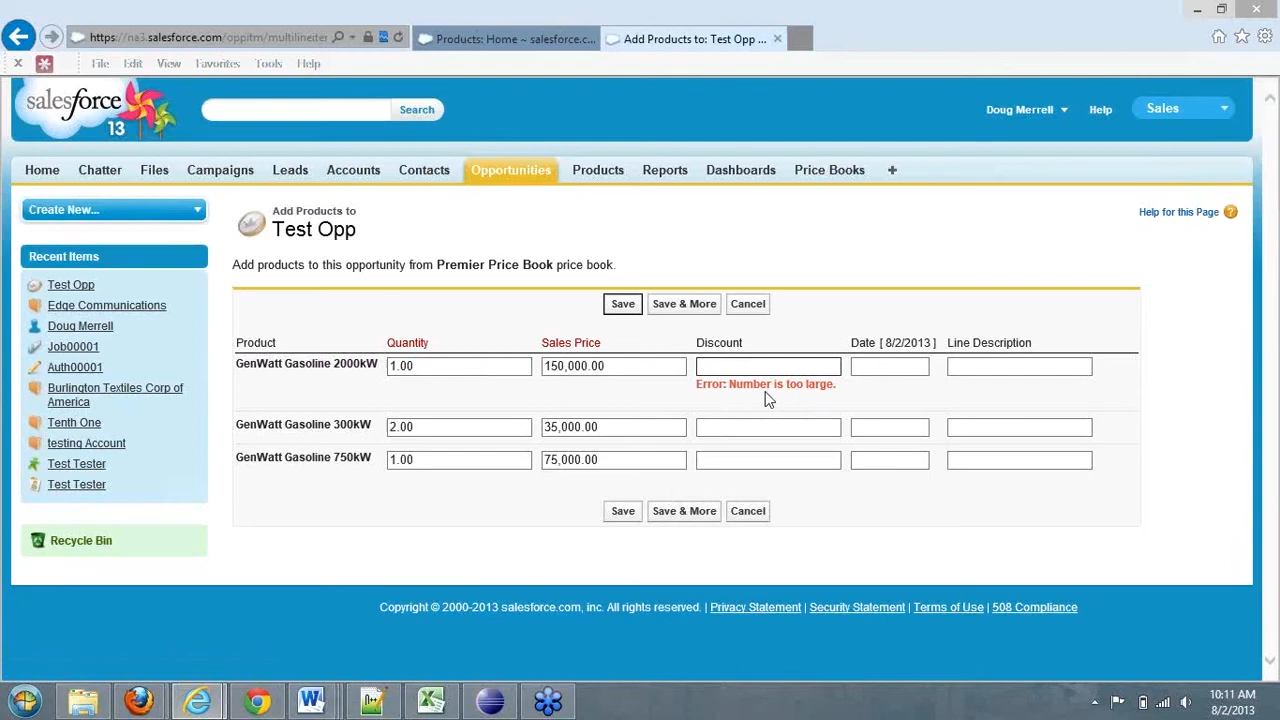 https://na3.salesforce.com/oppitm/multilineiter
Products: Home ~ salesforce.c...
Add Products to: Test Opp ...
File Edit View Favorites Tools Help
salesforce
13
Search
Doug Merrell
Help
Sales
Home Chatter Files Campaigns Leads Accounts Contacts Opportunities Products Reports Dashboards Price Books +
Create New...
Recent Items
Test Opp
Edge Communications
Doug Merrell
Job00001
Auth00001
Burlington Textiles Corp of
America
Tenth One
testing Account
Test Tester
Test Tester
Recycle Bin
Add Products to
Test Opp
Help for this Page ?
Add products to this opportunity from Premier Price Book price book.
Save Save & More Cancel
Product Quantity Sales Price Discount Date [ 8/2/2013 ] Line Description
GenWatt Gasoline 2000kW 1.00 150,000.00
Error: Number is too large.
GenWatt Gasoline 300kW 2.00 35,000.00
GenWatt Gasoline 750kW 1.00 75,000.00
Save Save & More Cancel
Copyright © 2000-2013 salesforce.com, inc. All rights reserved. | Privacy Statement | Security Statement | Terms of Use | 508 Compliance
10:11 AM
8/2/2013